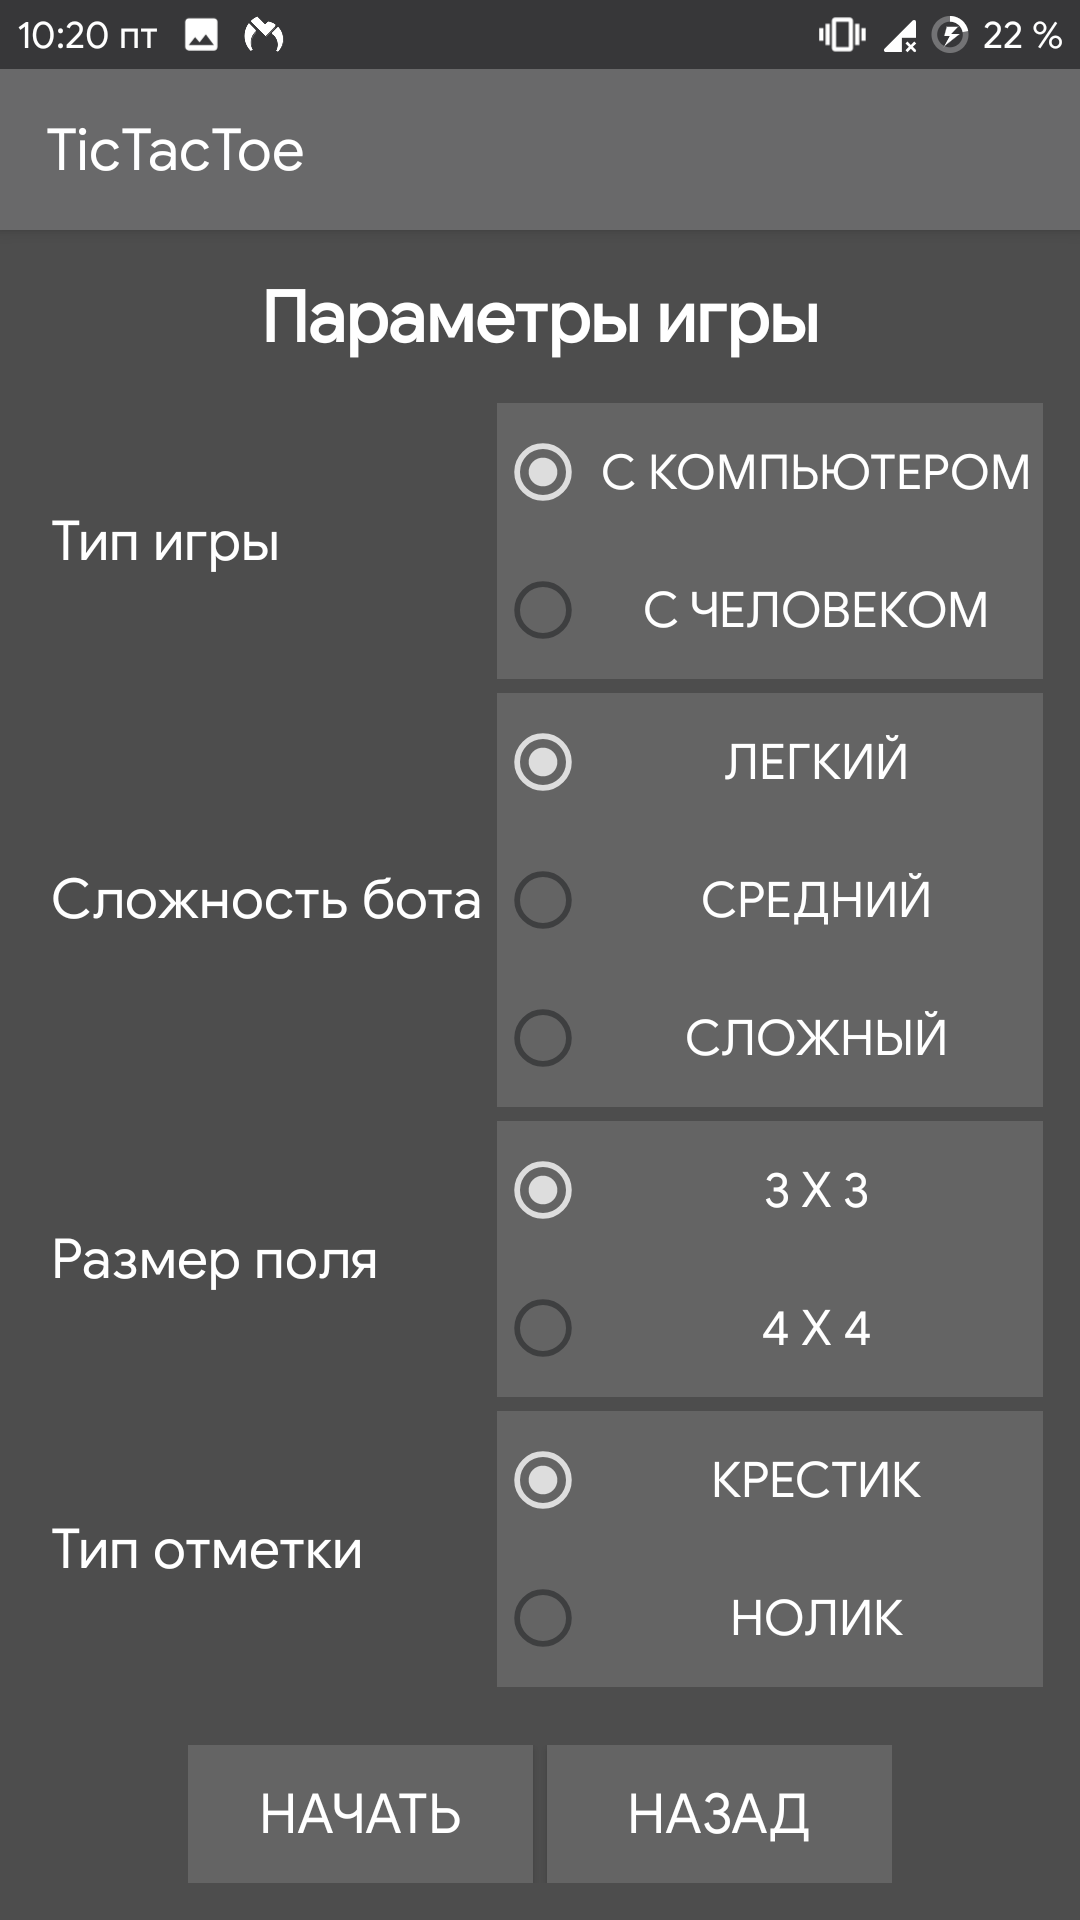 10:20 пт 22 %
TicTacToe
Параметры игры
Тип игры
С КОМПЬЮТЕРОМ
С ЧЕЛОВЕКОМ
Сложность бота
ЛЕГКИЙ
СРЕДНИЙ
СЛОЖНЫЙ
Размер поля
3 X 3
4 X 4
Тип отметки
КРЕСТИК
НОЛИК
НАЧАТЬ НАЗАД